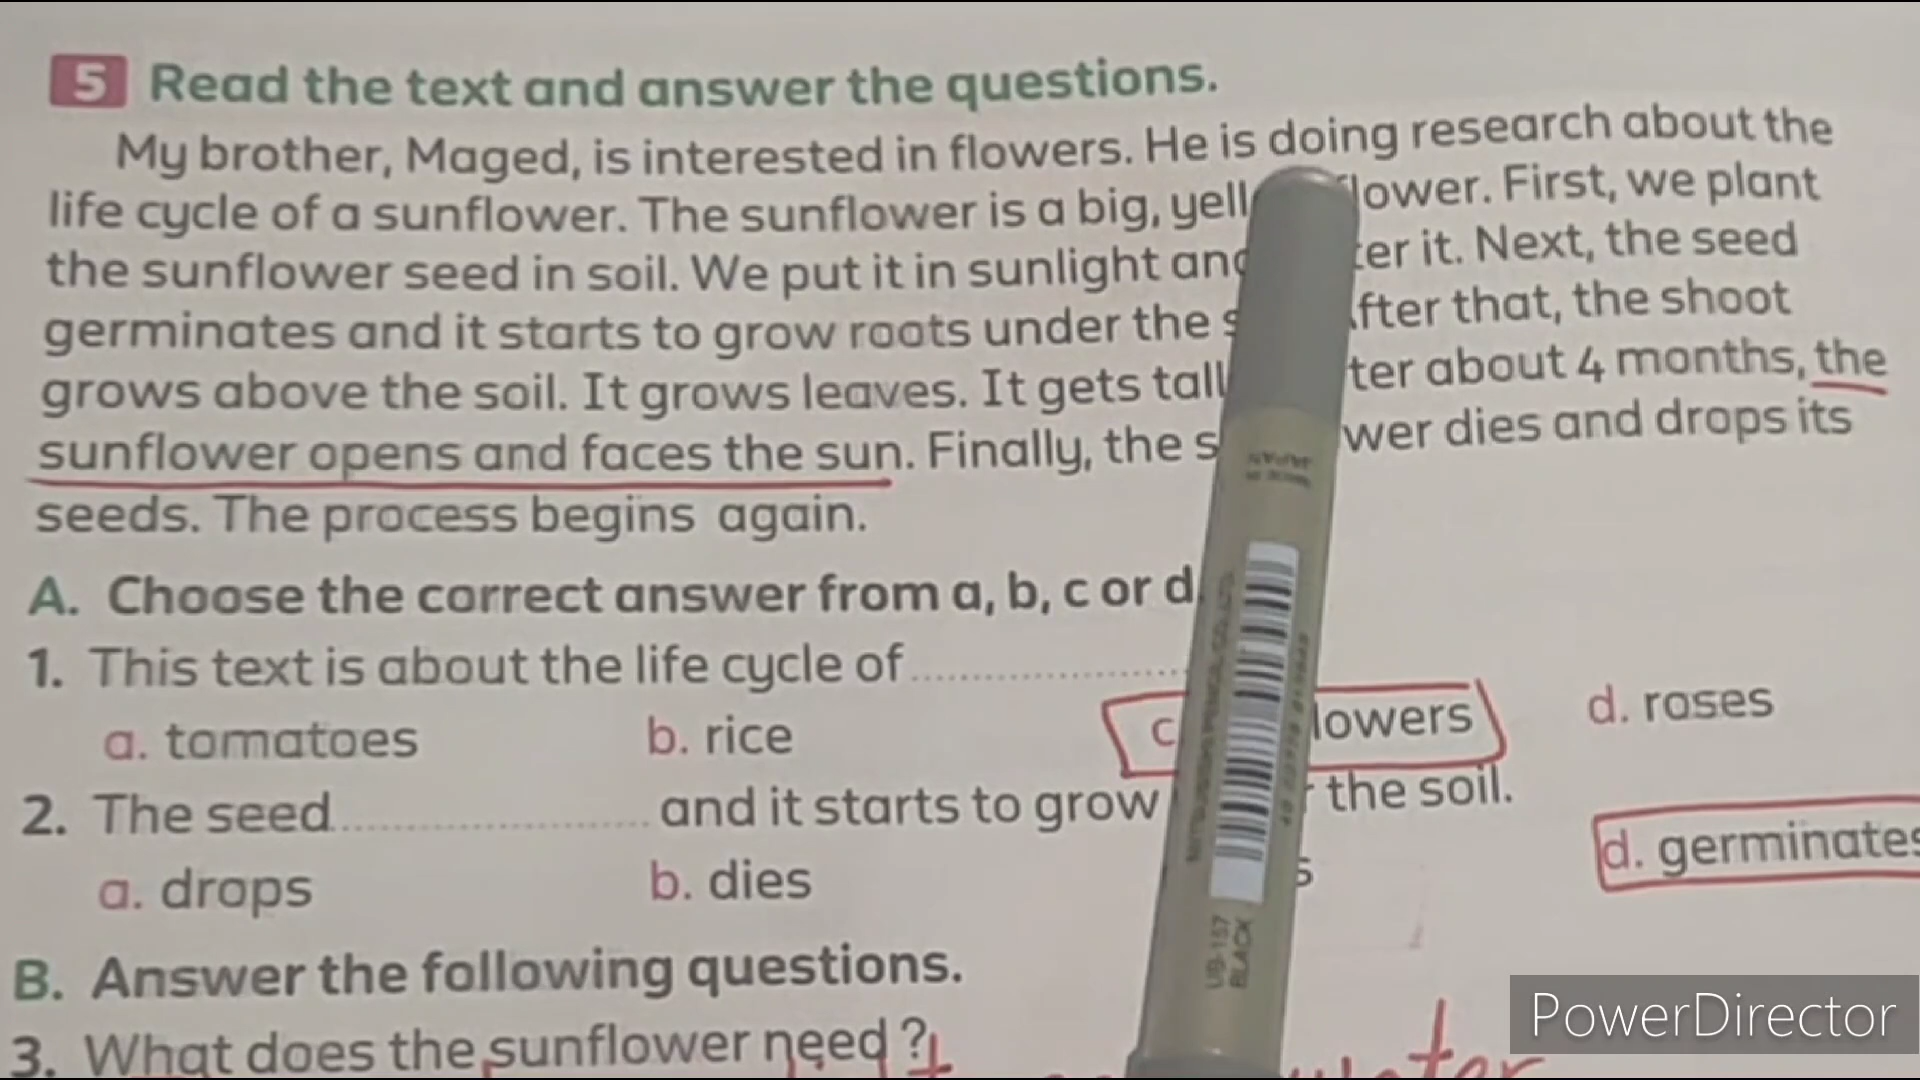 5 Read the text and answer the questions.
My brother, Maged, is interested in flowers. He is doing research about the
life cycle of a sunflower. The sunflower is a big, yell lower. First, we plant
the sunflower seed in soil. We put it in sunlight and er it. Next, the seed
germinates and it starts to grow roots under the fter that, the shoot
grows above the soil. It grows leaves. It gets tall ter about 4 months, the
sunflower opens and faces the sun. Finally, the s wer dies and drops its
seeds. The process begins again.
A. Choose the correct answer from a, b, c or d.
1. This text is about the life cycle of
a. tomatoes b. rice c lowers d. roses
2. The seed and it starts to grow the soil.
a. drops b. dies s d. germinates
B. Answer the following questions.
3. What does the sunflower need ?
water
UB-157
BLACK
PowerDirector